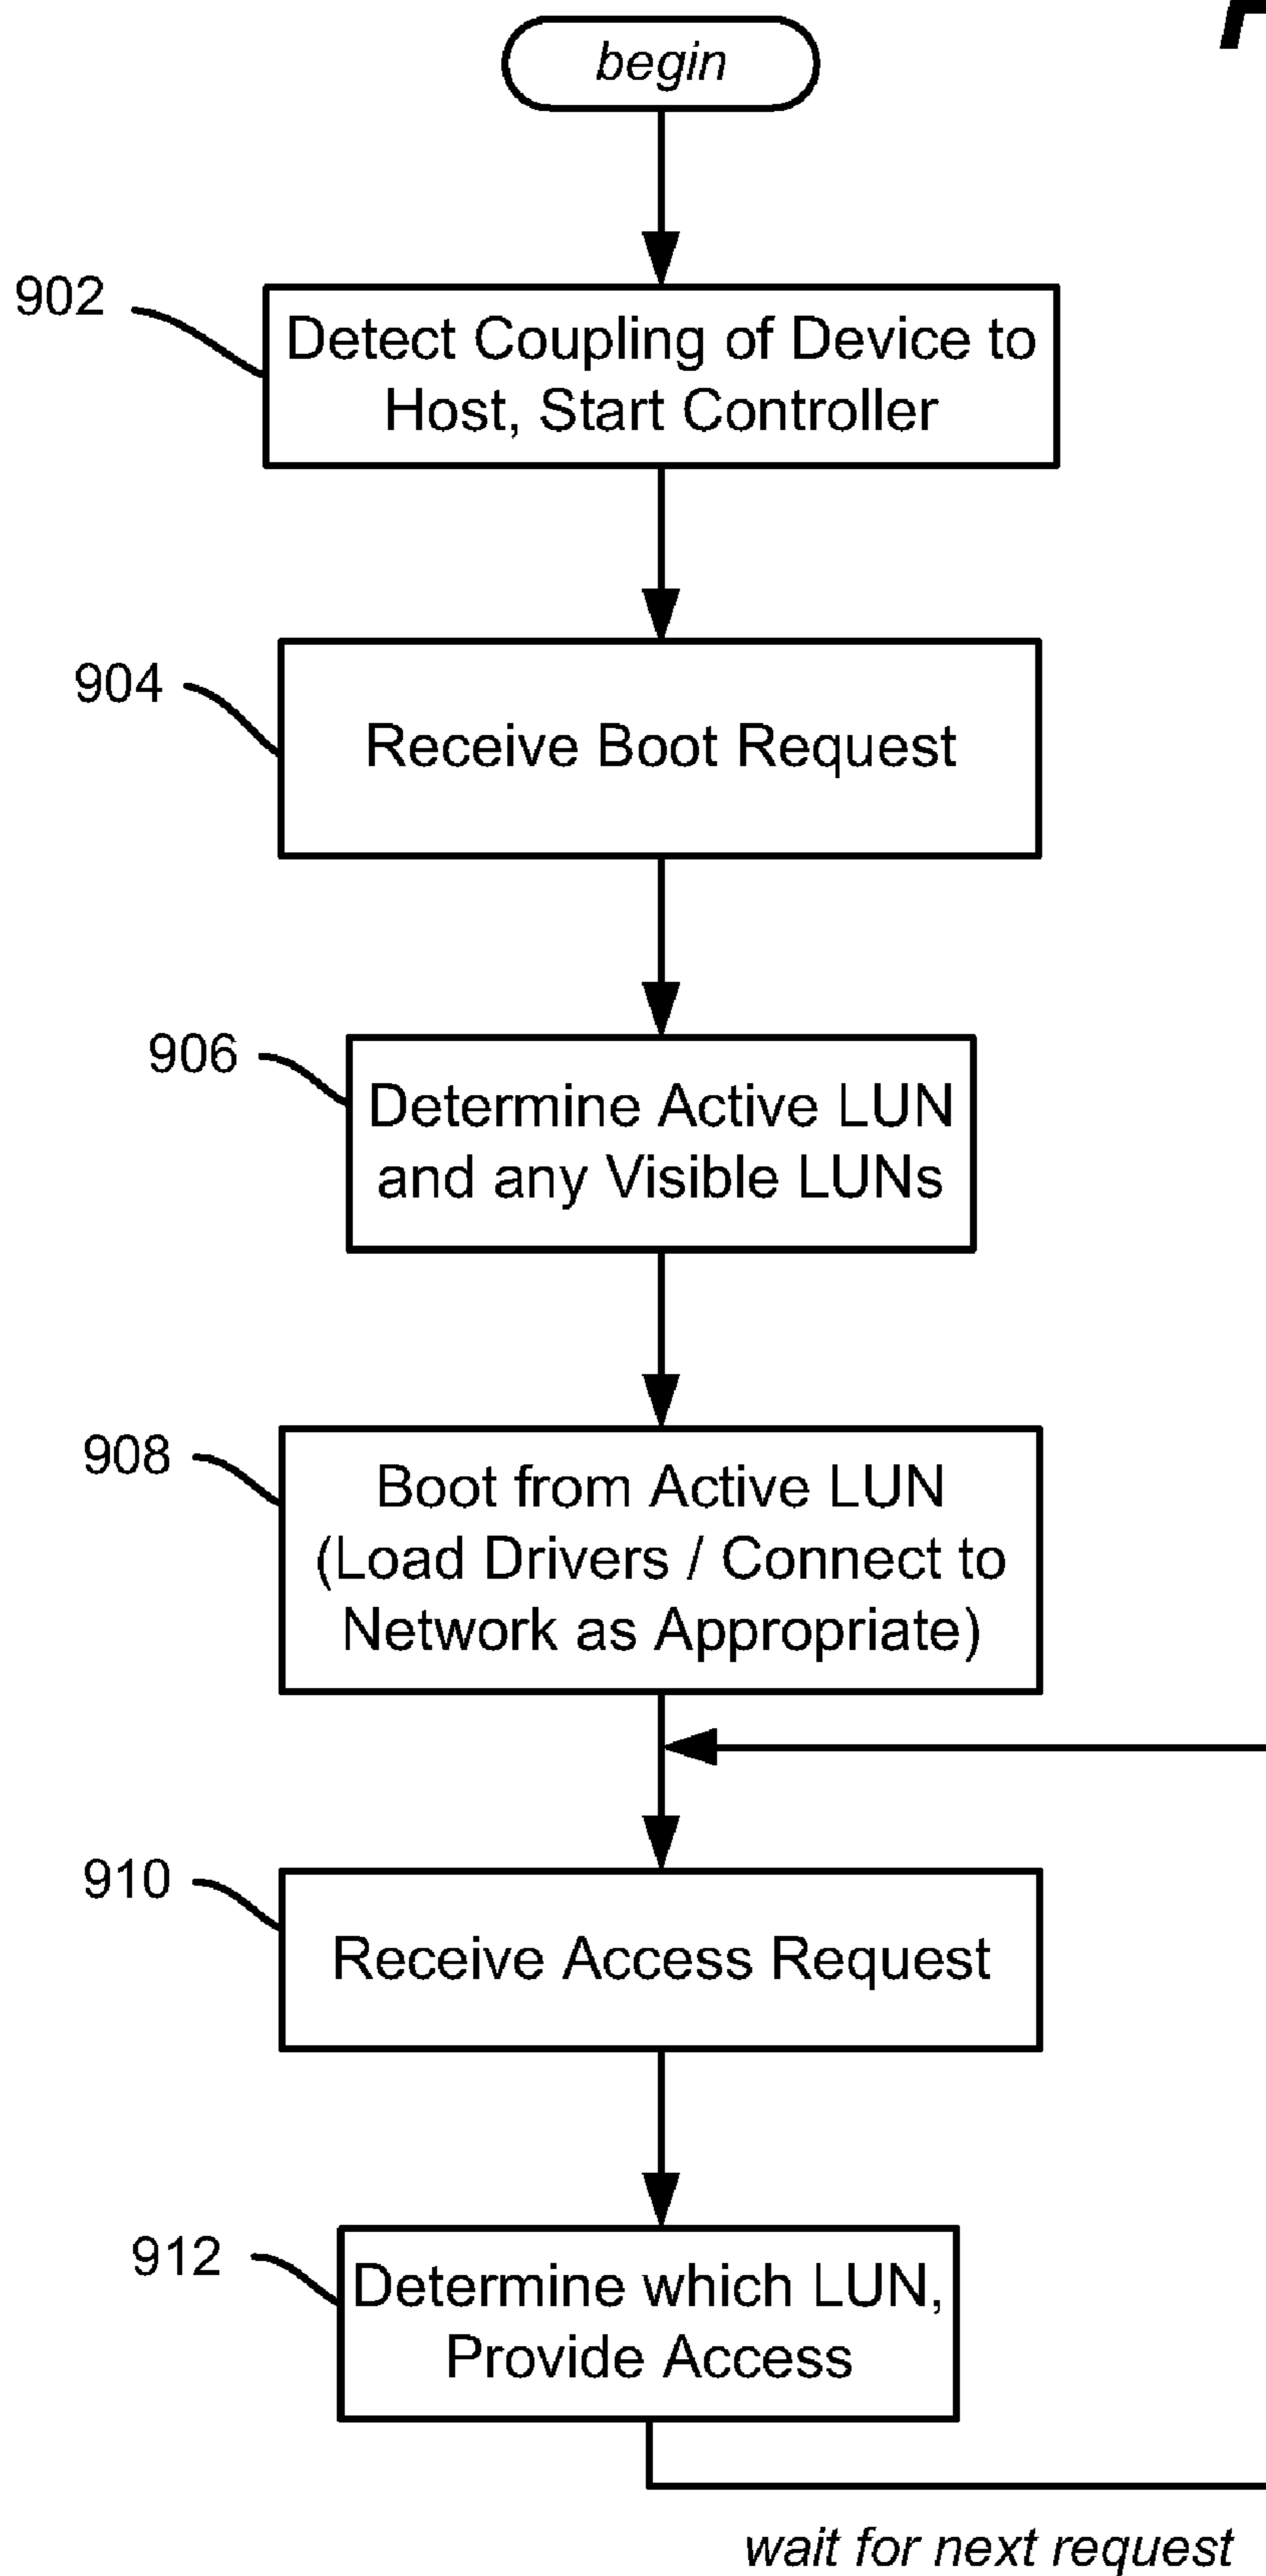 begin
902
Detect Coupling of Device to
Host, Start Controller
904
Receive Boot Request
906
Determine Active LUN
and any Visible LUNs
908
Boot from Active LUN
(Load Drivers / Connect to
Network as Appropriate)
910
Receive Access Request
912
Determine which LUN,
Provide Access
wait for next request